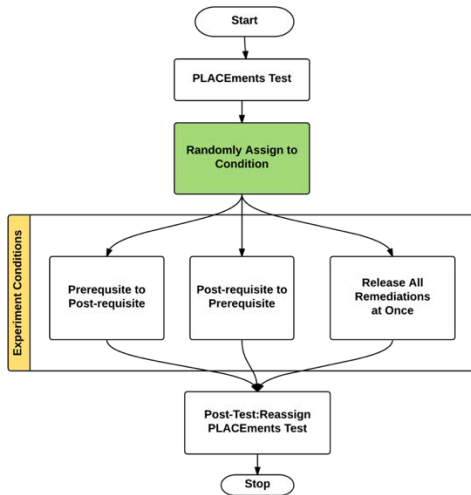 Start
PLACEments Test
Randomly Assign to
Condition
Experiment Conditions
Prerequsite to
Post-requisite
Post-requisite to
Prerequisite
Release All
Remediations
at Once
Post-Test:Reassign
PLACEments Test
Stop